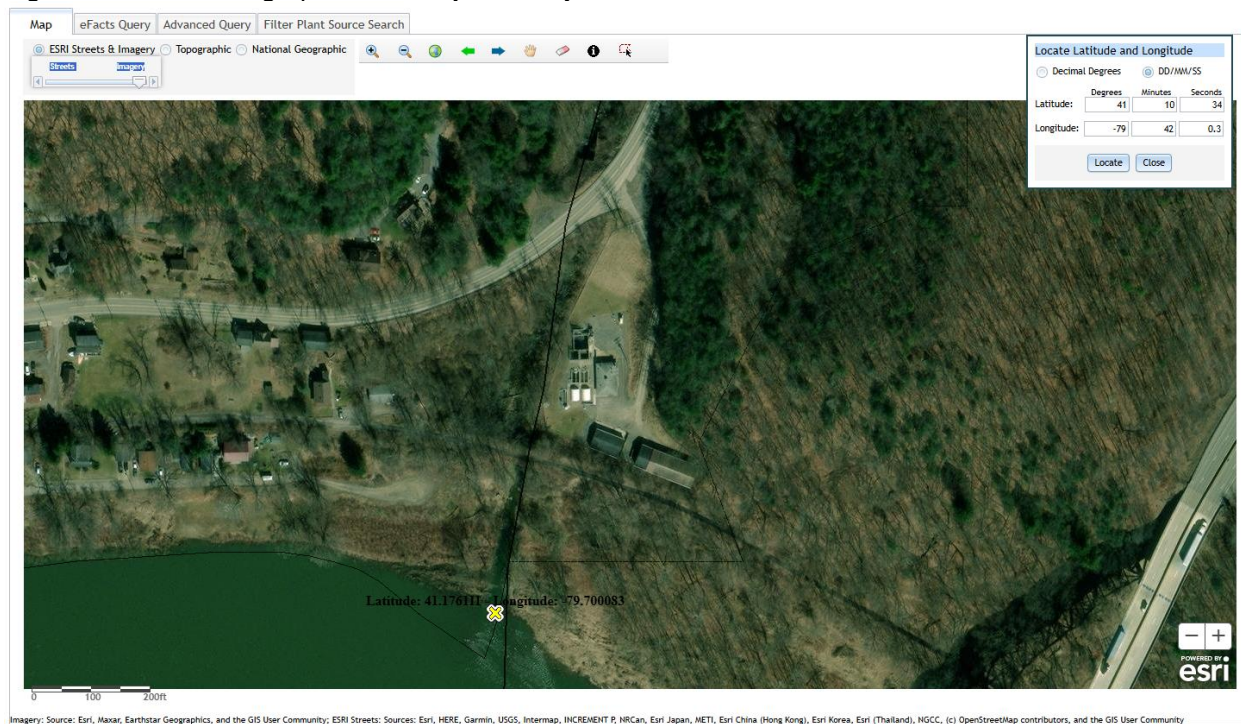 Map eFacts Query Advanced Query Filter Plant Source Search
ESRI Streets & Imagery Topographic National Geographic
Streets Imagery
Locate Latitude and Longitude
Decimal Degrees DD/MM/SS
Degrees Minutes Seconds
Latitude: 41 10 34
Longitude: -79 42 0.3
Locate Close
Latitude: 41.176111 Longitude: -79.700083
POWERED BY
esri
0 100 200ft
Imagery: Source: Esri, Maxar, Earthstar Geographics, and the GIS User Community; ESRI Streets: Sources: Esri, HERE, Garmin, USGS, Intermap, INCREMENT P, NRCan, Esri Japan, METI, Esri China (Hong Kong), Esri Korea, Esri (Thailand), NGCC, (c) OpenStreetMap contributors, and the GIS User Community